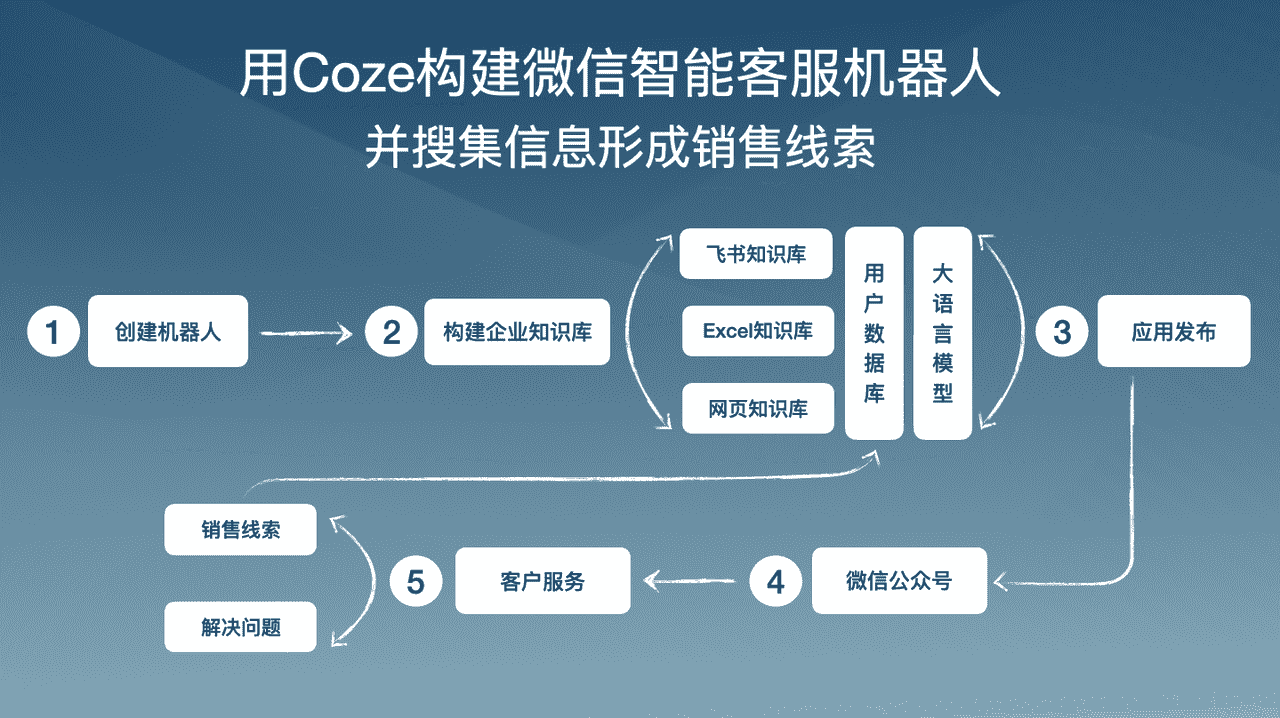 用Coze构建微信智能客服机器人
并搜集信息形成销售线索
1
创建机器人
2
构建企业知识库
飞书知识库
Excel知识库
网页知识库
用户数据库
大语言模型
3
应用发布
4
微信公众号
5
客户服务
销售线索
解决问题